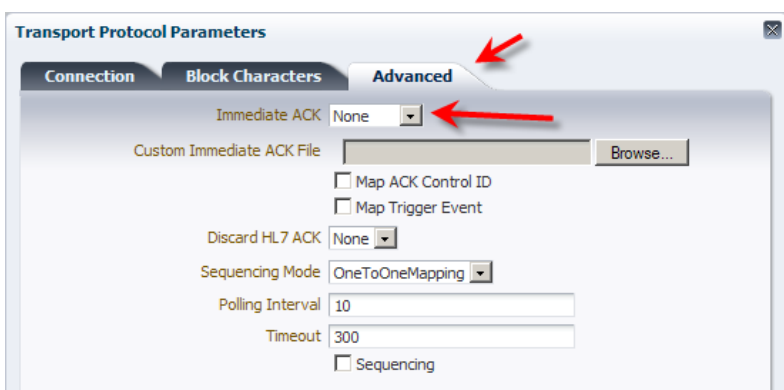 Transport Protocol Parameters
Connection Block Characters Advanced
Immediate ACK None
Custom Immediate ACK File Browse...
Map ACK Control ID
Map Trigger Event
Discard HL7 ACK None
Sequencing Mode OneToOneMapping
Polling Interval 10
Timeout 300
Sequencing